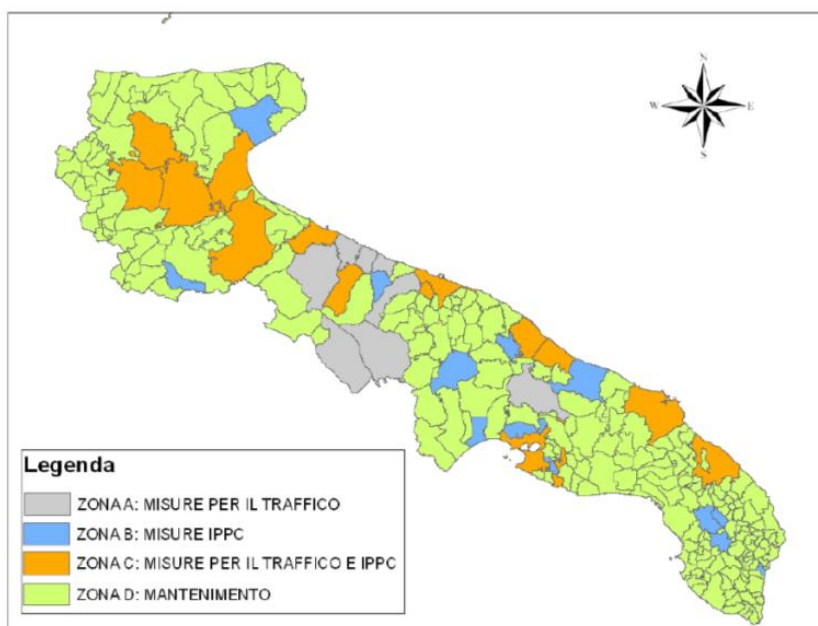 N
W
E
S
Legenda
ZONA A: MISURE PER IL TRAFFICO
ZONA B: MISURE IPPC
ZONA C: MISURE PER IL TRAFFICO E IPPC
ZONA D: MANTENIMENTO